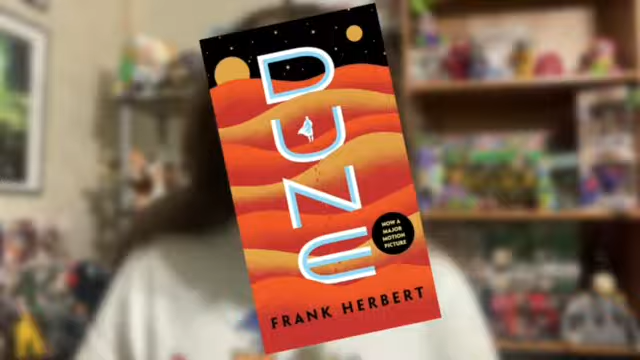 DUNE
NOW A
MAJOR
MOTION
PICTURE
FRANK HERBERT